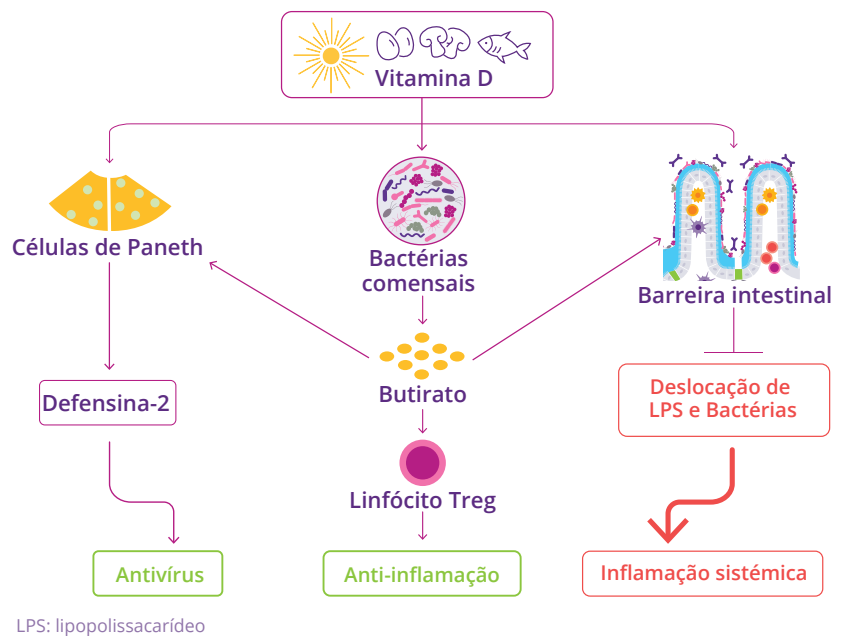 Vitamina D
Células de Paneth
Bactérias
comensais
Barreira intestinal
Butirato
Defensina-2
Deslocação de
LPS e Bactérias
Linfócito Treg
Antivírus
Anti-inflamação
Inflamação sistémica
LPS: lipopolissacarídeo